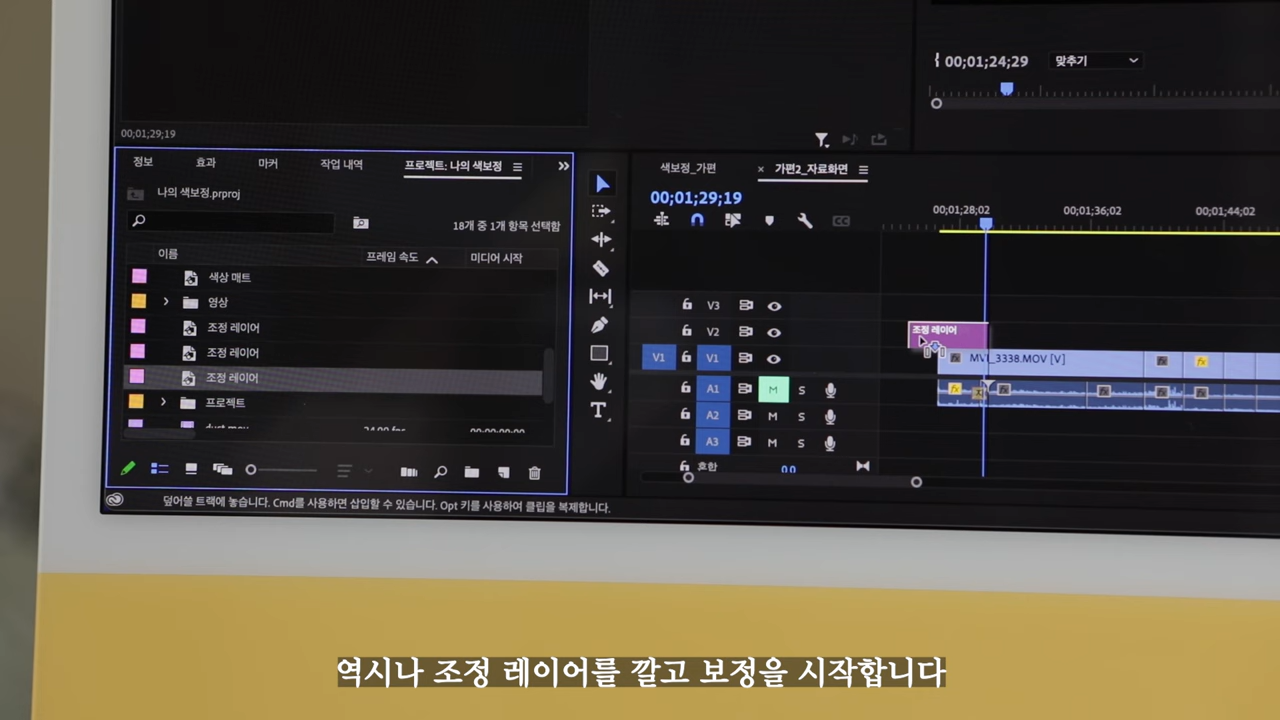 00;01;24;29 맞추기
00;01;29;19
정보 효과 마커 작업 내역 프로젝트: 나의 색보정
나의 색보정.prproj
18개 중 1개 항목 선택함
이름 프레임 속도 미디어 시작
색상 매트
영상
조정 레이어
조정 레이어
조정 레이어
프로젝트
색보정_가편 × 가편2_자료화면
00;01;29;19
00;01;28;02 00;01;36;02 00;01;44;02
V3
V2 조정 레이어
V1 V1 fx MVI_3338.MOV [V] fx fx
A1 M S fx fx fx fx fx
A2 M S
A3 M S
혼합 0.0
T
덮어쓸 트랙에 놓습니다. Cmd를 사용하면 삽입할 수 있습니다. Opt 키를 사용하여 클립을 복제합니다.
역시나 조정 레이어를 깔고 보정을 시작합니다